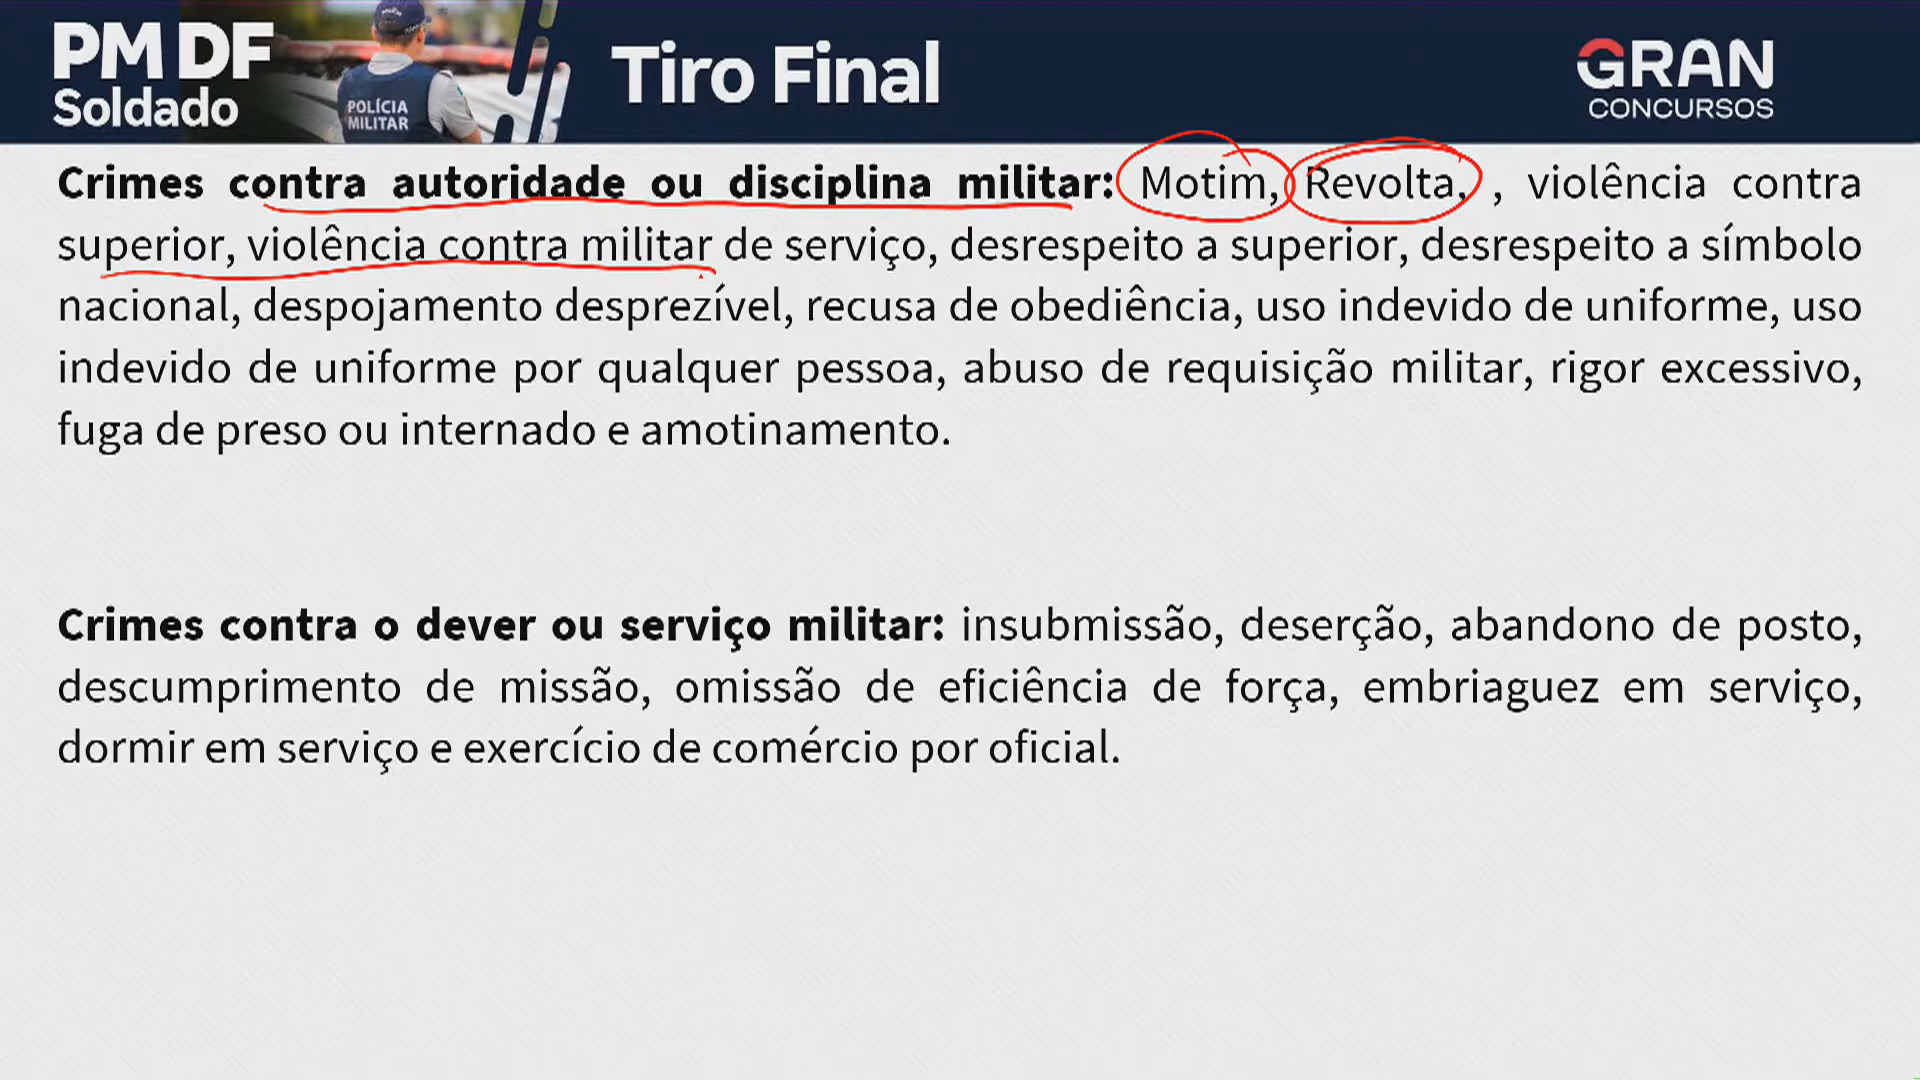 PM DF
Soldado
POLÍCIA
MILITAR
Tiro Final
GRAN
CONCURSOS
Crimes contra autoridade ou disciplina militar: Motim, Revolta, , violência contra
superior, violência contra militar de serviço, desrespeito a superior, desrespeito a símbolo
nacional, despojamento desprezível, recusa de obediência, uso indevido de uniforme, uso
indevido de uniforme por qualquer pessoa, abuso de requisição militar, rigor excessivo,
fuga de preso ou internado e amotinamento.
Crimes contra o dever ou serviço militar: insubmissão, deserção, abandono de posto,
descumprimento de missão, omissão de eficiência de força, embriaguez em serviço,
dormir em serviço e exercício de comércio por oficial.